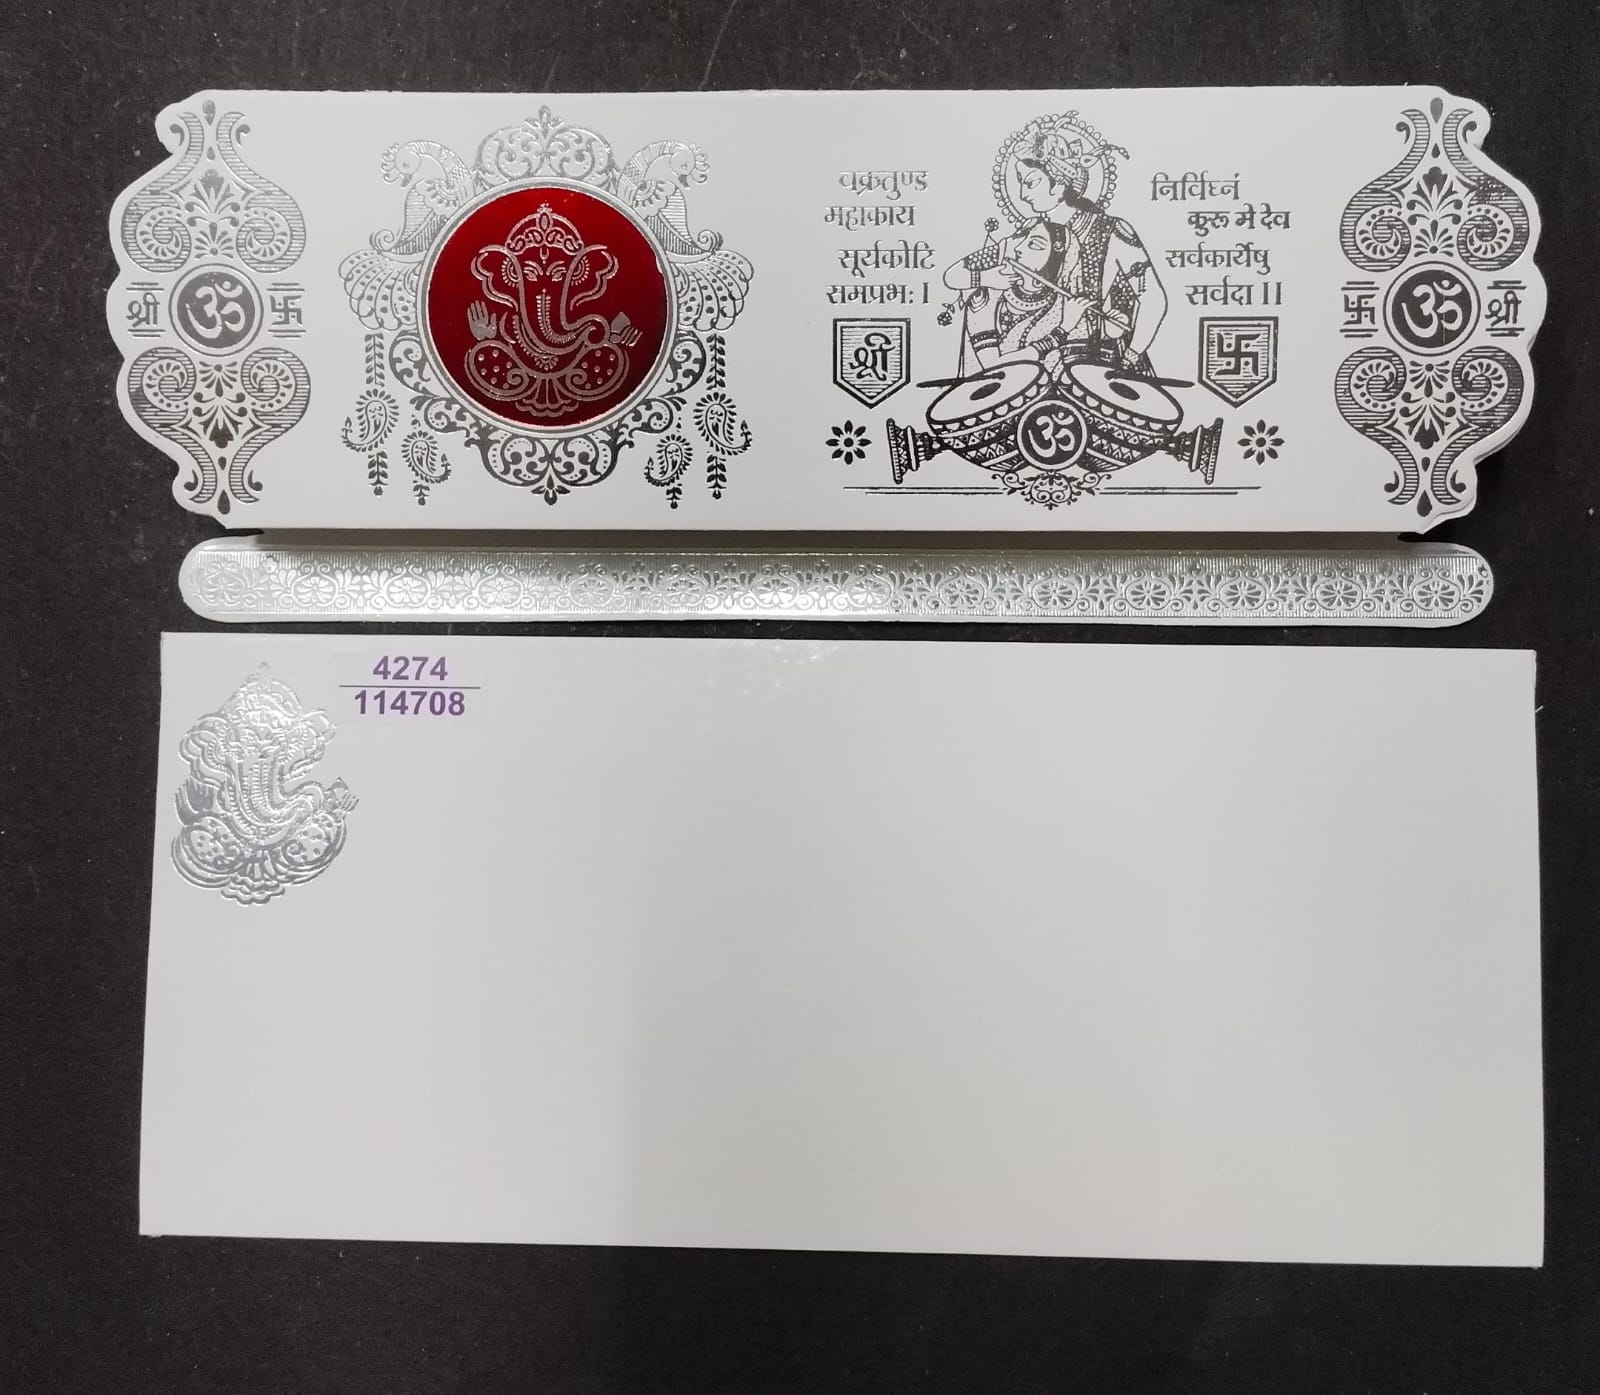 श्री
ॐ
卐
वक्रतुण्ड
महाकाय
सूर्यकोटि
समप्रभः।
श्री
निर्विघ्नं
कुरू मे देव
सर्वकार्येषु
सर्वदा।।
卐
ॐ
卐
ॐ
श्री
4274
114708